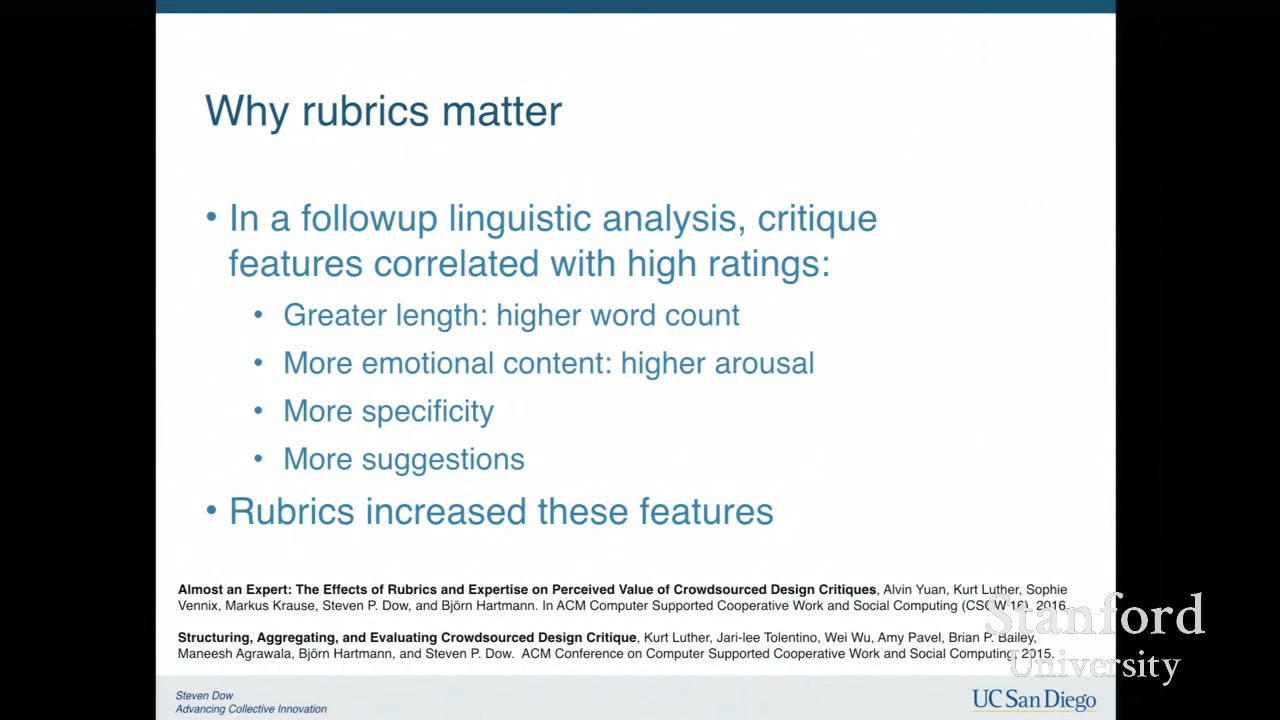 Why rubrics matter
• In a followup linguistic analysis, critique
features correlated with high ratings:
• Greater length: higher word count
• More emotional content: higher arousal
• More specificity
• More suggestions
• Rubrics increased these features
Almost an Expert: The Effects of Rubrics and Expertise on Perceived Value of Crowdsourced Design Critiques, Alvin Yuan, Kurt Luther, Sophie
Vennix, Markus Krause, Steven P. Dow, and Björn Hartmann. In ACM Computer Supported Cooperative Work and Social Computing (CSCW 16), 2016.
Structuring, Aggregating, and Evaluating Crowdsourced Design Critique, Kurt Luther, Jari-lee Tolentino, Wei Wu, Amy Pavel, Brian P. Bailey,
Maneesh Agrawala, Björn Hartmann, and Steven P. Dow. ACM Conference on Computer Supported Cooperative Work and Social Computing, 2015.
Stanford
University
Steven Dow
Advancing Collective Innovation
UC San Diego